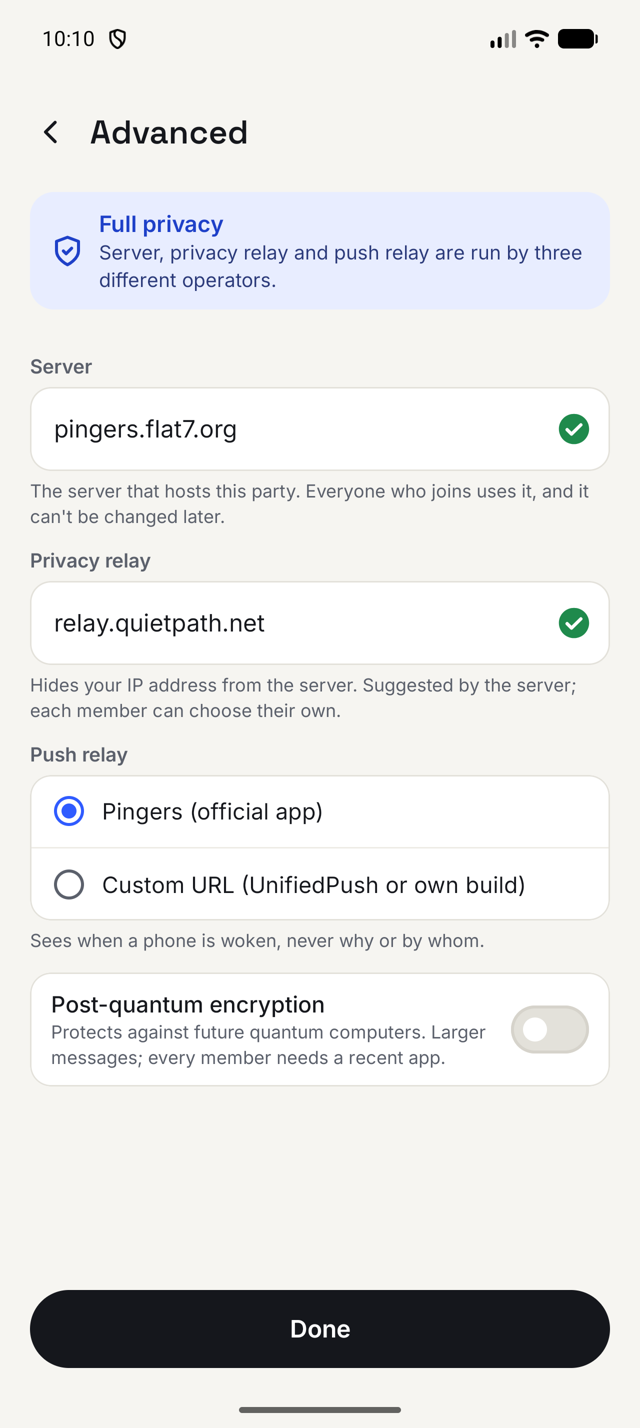 10:10
Advanced
Full privacy
Server, privacy relay and push relay are run by three
different operators.
Server
pingers.flat7.org
The server that hosts this party. Everyone who joins uses it, and it
can't be changed later.
Privacy relay
relay.quietpath.net
Hides your IP address from the server. Suggested by the server;
each member can choose their own.
Push relay
Pingers (official app)
Custom URL (UnifiedPush or own build)
Sees when a phone is woken, never why or by whom.
Post-quantum encryption
Protects against future quantum computers. Larger
messages; every member needs a recent app.
Done